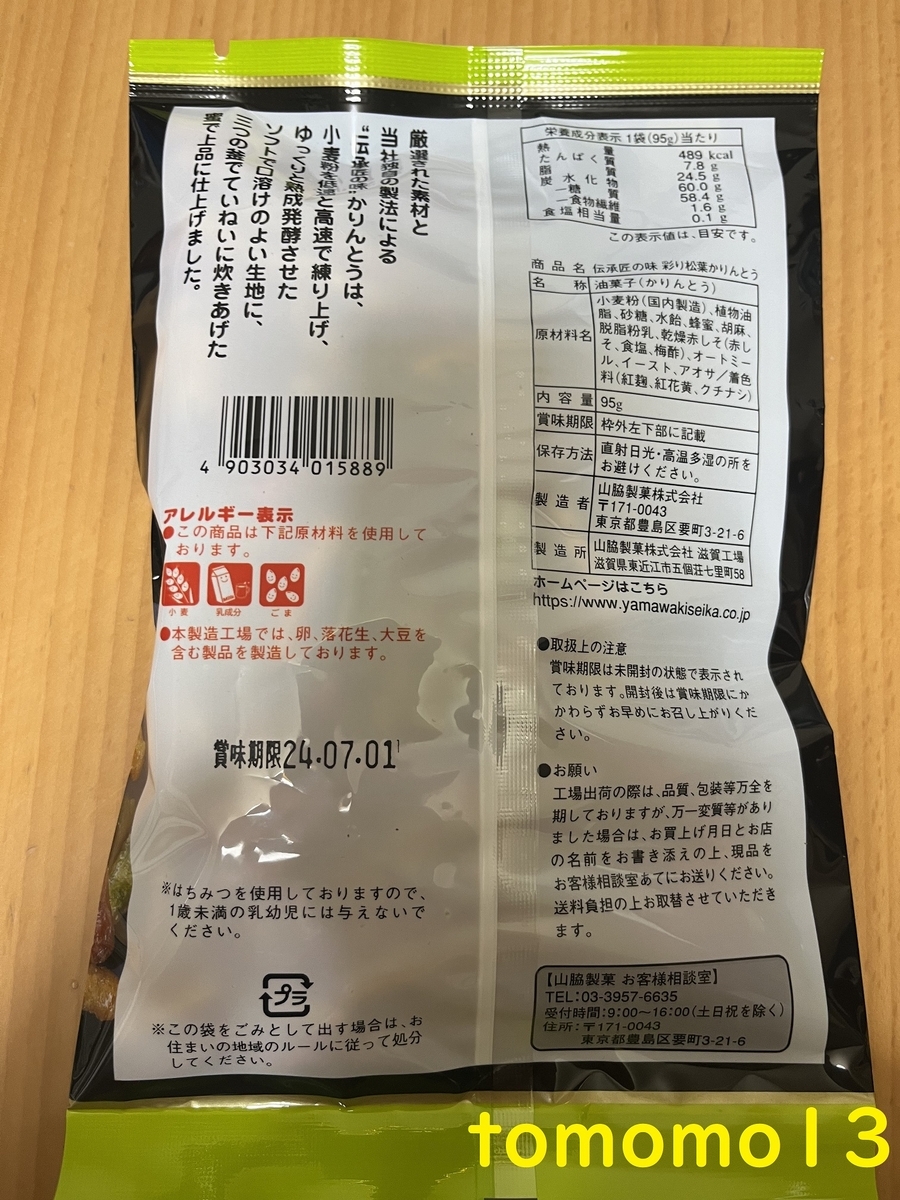 厳選された素材と
当社独自の製法による
“伝承匠の味”かりんとうは、
小麦粉を低速と高速で練り上げ、
ゆっくりと熟成発酵させた
ソフトで口溶けのよい生地に、
三つの釜でていねいに炊きあげた
蜜で上品に仕上げました。
4 903034 015889
アレルギー表示
●この商品は下記原材料を使用して
おります。
小麦 乳成分 ごま
●本製造工場では、卵、落花生、大豆を
含む製品を製造しております。
賞味期限24.07.01
※はちみつを使用しておりますので、
1歳未満の乳幼児には与えないで
ください。
プラ
※この袋をごみとして出す場合は、お
住まいの地域のルールに従って処分
してください。
栄養成分表示 1袋(95g)当たり
熱量 489 kcal
たんぱく質 7.8 g
脂質 24.5 g
炭水化物 60.0 g
―糖質 58.4 g
―食物繊維 1.6 g
食塩相当量 0.1 g
この表示値は、目安です。
商品名 伝承匠の味 彩り松葉かりんとう
名称 油菓子(かりんとう)
原材料名 小麦粉(国内製造)、植物油
脂、砂糖、水飴、蜂蜜、胡麻、
脱脂粉乳、乾燥赤しそ(赤し
そ、食塩、梅酢)、オートミー
ル、イースト、アオサ/着色
料(紅麹、紅花黄、クチナシ)
内容量 95g
賞味期限 枠外左下部に記載
保存方法 直射日光・高温多湿の所を
お避けください。
製造者 山脇製菓株式会社
〒171-0043
東京都豊島区要町3-21-6
製造所 山脇製菓株式会社 滋賀工場
滋賀県東近江市五個荘七里町58
ホームページはこちら
https://www.yamawakiseika.co.jp
●取扱上の注意
賞味期限は未開封の状態で表示され
ております。開封後は賞味期限にか
かわらずお早めにお召し上がりくだ
さい。
●お願い
工場出荷の際は、品質、包装等万全を
期しておりますが、万一変質等があり
ました場合は、お買上げ月日とお店
の名前をお書き添えの上、現品を
お客様相談室あてにお送りください。
送料負担の上お取替させていただき
ます。
【山脇製菓 お客様相談室】
TEL:03-3957-6635
受付時間:9:00~16:00(土日祝を除く)
住所:〒171-0043
東京都豊島区要町3-21-6
tomomo13